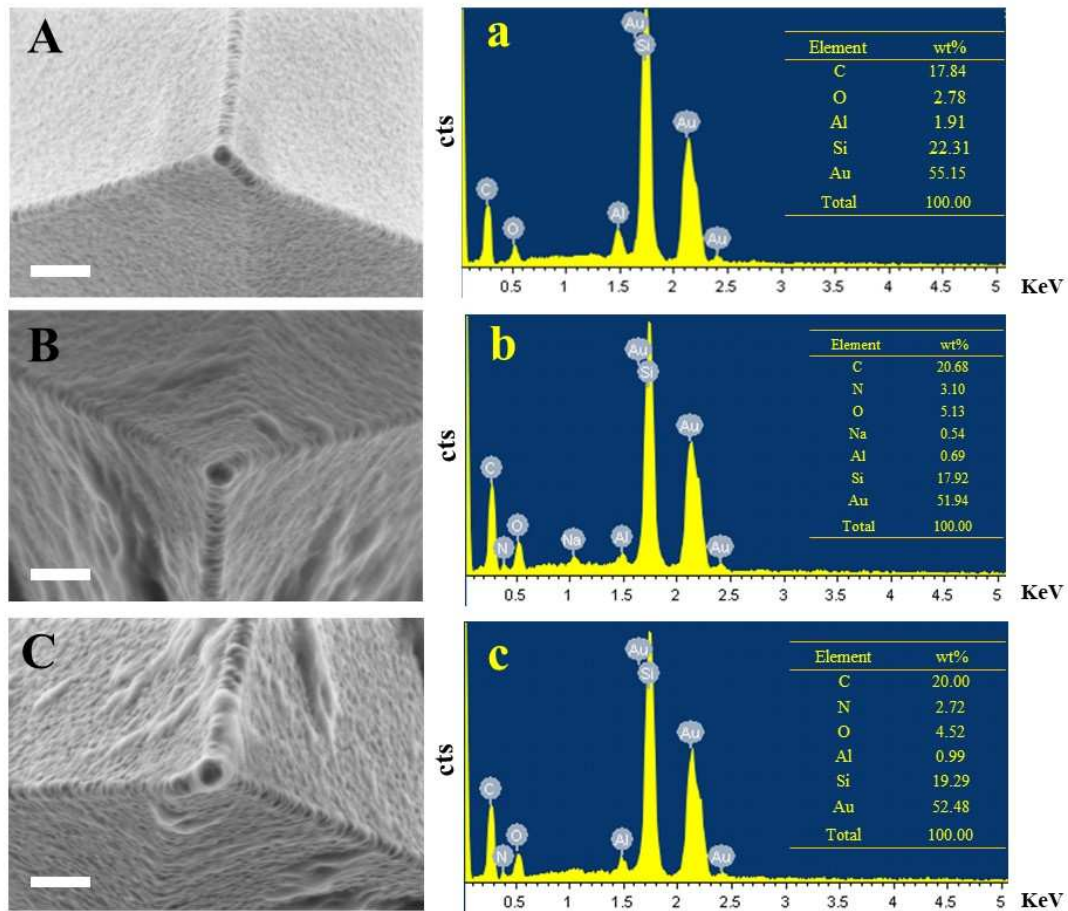 A
a
Au
Si
Au
C
O
Al
Au
Element wt%
C 17.84
O 2.78
Al 1.91
Si 22.31
Au 55.15
Total 100.00
cts
0.5 1 1.5 2 2.5 3 3.5 4 4.5 5 KeV
B
b
Au
Si
Au
C
N
O
Na
Al
Au
Element wt%
C 20.68
N 3.10
O 5.13
Na 0.54
Al 0.69
Si 17.92
Au 51.94
Total 100.00
cts
0.5 1 1.5 2 2.5 3 3.5 4 4.5 5 KeV
C
c
Au
Si
Au
C
N
O
Al
Au
Element wt%
C 20.00
N 2.72
O 4.52
Al 0.99
Si 19.29
Au 52.48
Total 100.00
cts
0.5 1 1.5 2 2.5 3 3.5 4 4.5 5 KeV